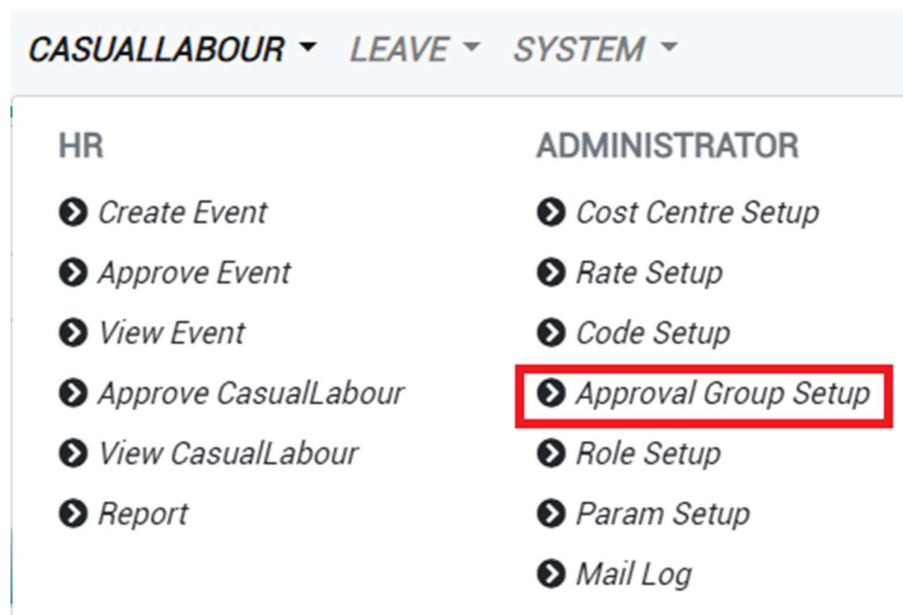 CASUALLABOUR LEAVE SYSTEM
HR
Create Event
Approve Event
View Event
Approve CasualLabour
View CasualLabour
Report
ADMINISTRATOR
Cost Centre Setup
Rate Setup
Code Setup
Approval Group Setup
Role Setup
Param Setup
Mail Log